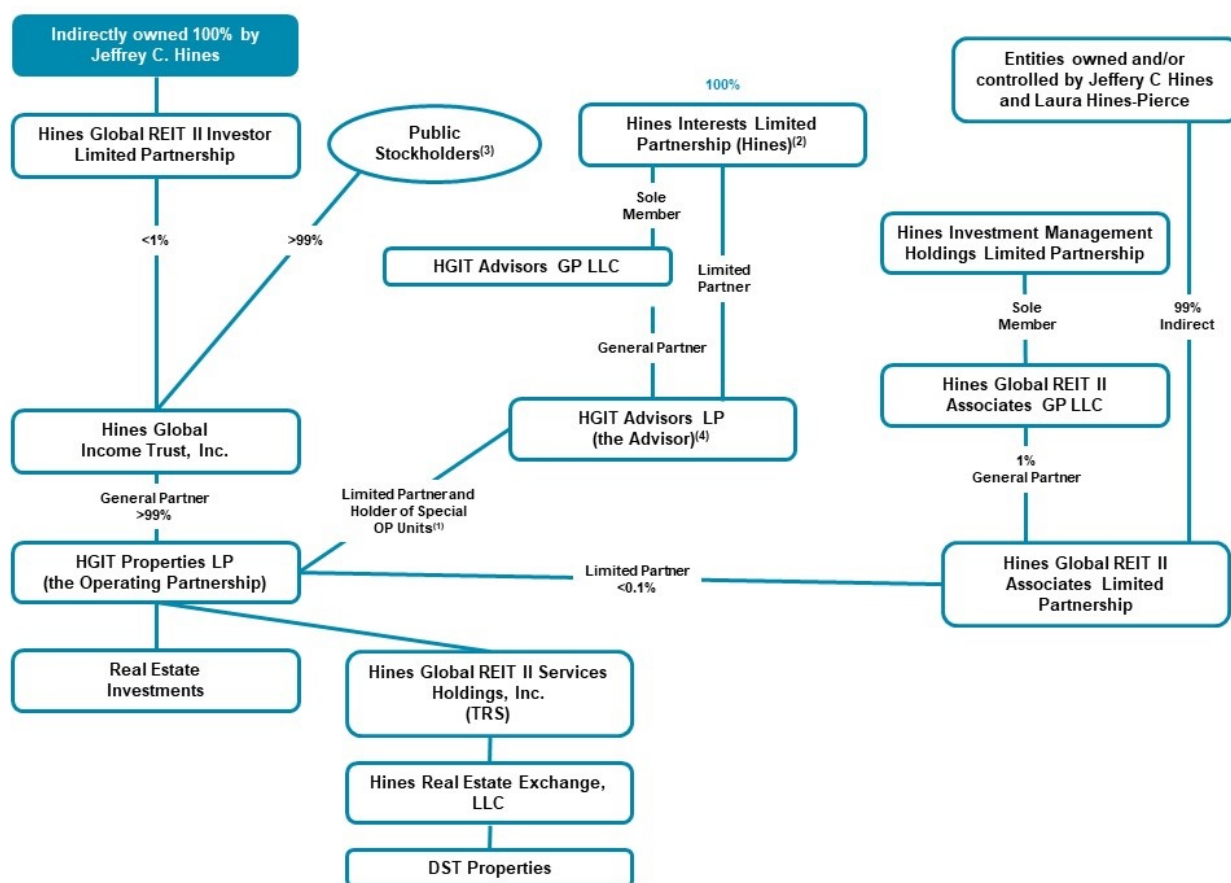 Indirectly owned 100% by
Jeffrey C. Hines
Entities owned and/or
controlled by Jeffery C Hines
and Laura Hines-Pierce
100%
Hines Global REIT II Investor
Limited Partnership
Public
Stockholders(3)
Hines Interests Limited
Partnership (Hines)(2)
Sole
Member
<1%
>99%
HGIT Advisors GP LLC
Limited
Partner
Hines Investment Management
Holdings Limited Partnership
Sole
Member
99%
Indirect
General Partner
Hines Global REIT II
Associates GP LLC
Hines Global
Income Trust, Inc.
HGIT Advisors LP
(the Advisor)(4)
1%
General Partner
General Partner
>99%
Limited Partner and
Holder of Special
OP Units(1)
HGIT Properties LP
(the Operating Partnership)
Limited Partner
<0.1%
Hines Global REIT II
Associates Limited
Partnership
Real Estate
Investments
Hines Global REIT II Services
Holdings, Inc.
(TRS)
Hines Real Estate Exchange,
LLC
DST Properties